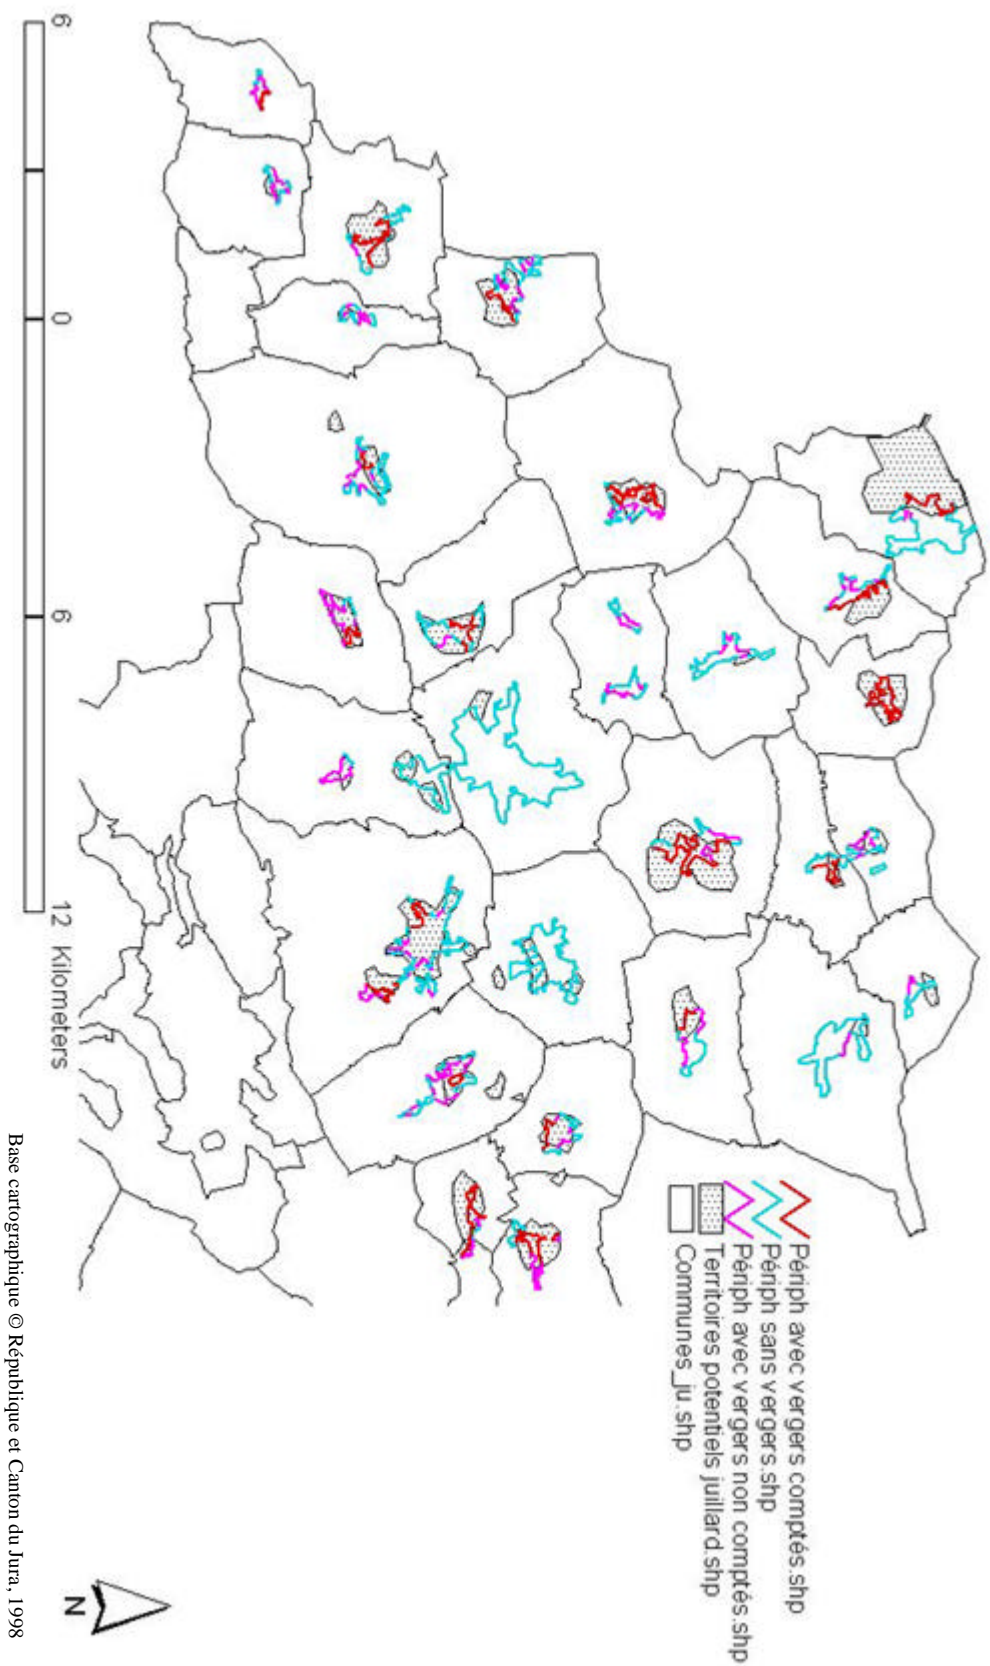 Périph avec vergers comptés.shp
Périph sans vergers.shp
Périph avec vergers non comptés.shp
Territoires potentiels juillard.shp
Communes_ju.shp
N
6 0 6 12 Kilometers
Base cartographique © République et Canton du Jura, 1998